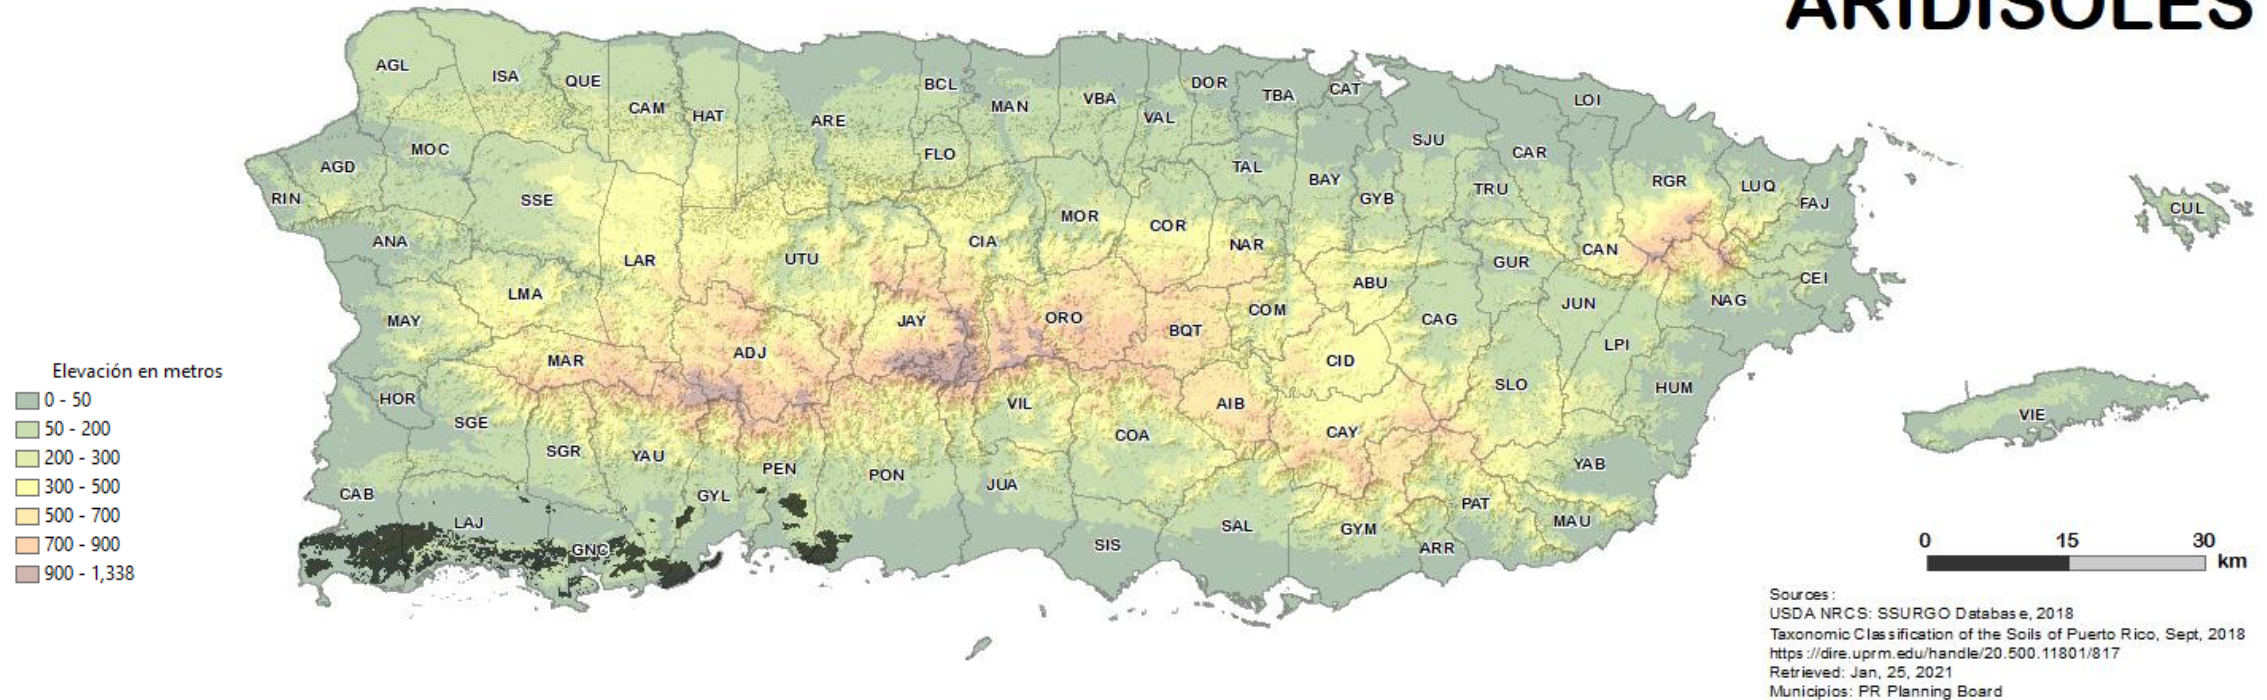 ARIDISOLES
AGL
ISA
QUE
CAM
HAT
ARE
BCL
MAN
VBA
VAL
DOR
TBA
CAT
LOI
MOC
AGD
RIN
FLO
TAL
BAY
GYB
SJU
TRU
CAR
RGR
LUQ
FAJ
CUL
SSE
ANA
LAR
UTU
CIA
MOR
COR
NAR
ABU
GUR
CAN
CEI
NAG
JUN
LMA
MAY
MAR
ADJ
JAY
ORO
BQT
COM
CID
CAG
LPI
HUM
SLO
HOR
SGE
SGR
YAU
PEN
PON
VIL
COA
AIB
CAY
YAB
VIE
CAB
LAJ
GNC
GYL
JUA
SIS
SAL
GYM
ARR
PAT
MAU
Elevación en metros
0 - 50
50 - 200
200 - 300
300 - 500
500 - 700
700 - 900
900 - 1,338
0 15 30
km
Sources:
USDA NRCS: SSURGO Database, 2018
Taxonomic Classification of the Soils of Puerto Rico, Sept, 2018
https://dire.uprm.edu/handle/20.500.11801/817
Retrieved: Jan, 25, 2021
Municipios: PR Planning Board